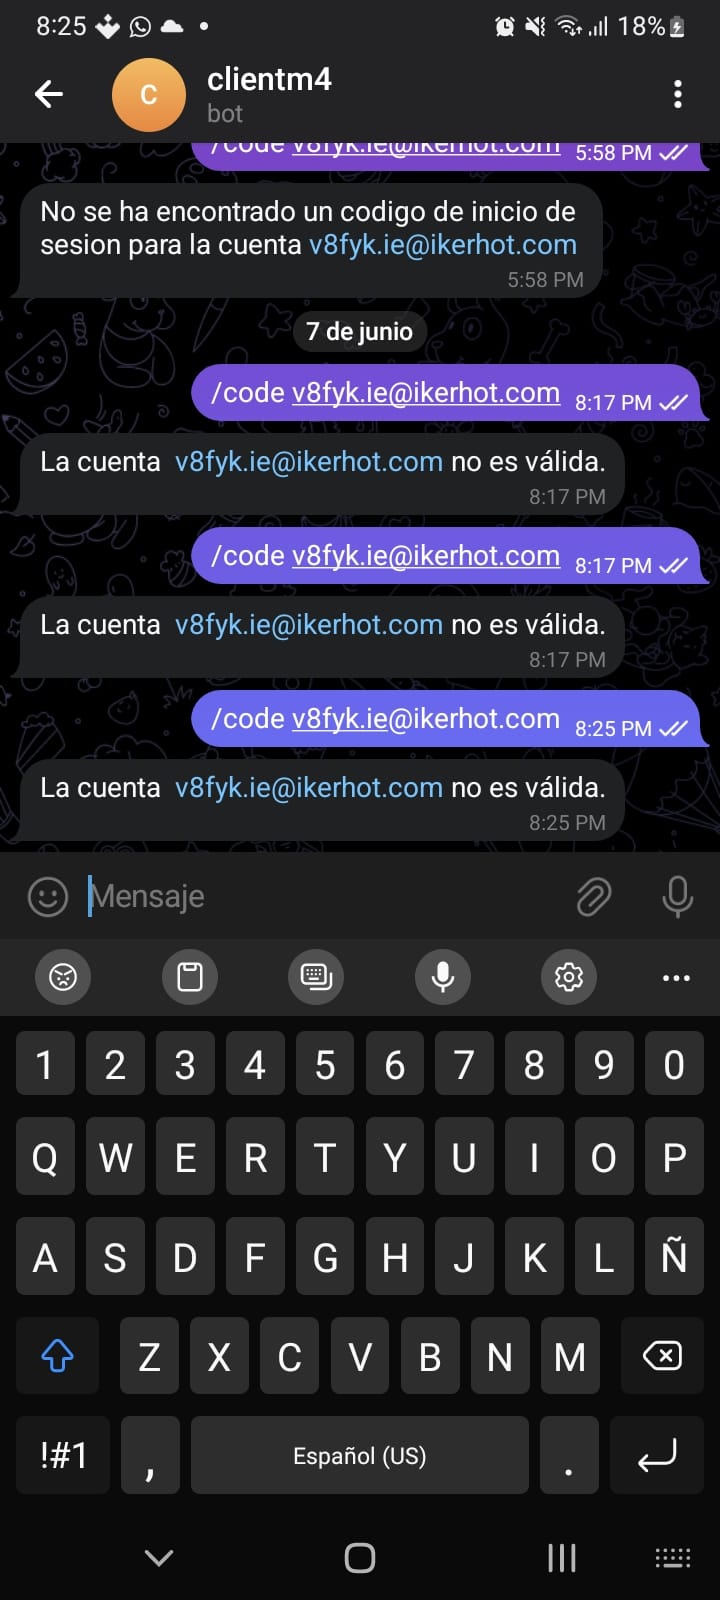 8:25 18%
C clientm4
bot
/code v8fyk.ie@ikerhot.com 5:58 PM
No se ha encontrado un codigo de inicio de
sesion para la cuenta v8fyk.ie@ikerhot.com
5:58 PM
7 de junio
/code v8fyk.ie@ikerhot.com 8:17 PM
La cuenta v8fyk.ie@ikerhot.com no es válida.
8:17 PM
/code v8fyk.ie@ikerhot.com 8:17 PM
La cuenta v8fyk.ie@ikerhot.com no es válida.
8:17 PM
/code v8fyk.ie@ikerhot.com 8:25 PM
La cuenta v8fyk.ie@ikerhot.com no es válida.
8:25 PM
Mensaje
1 2 3 4 5 6 7 8 9 0
Q W E R T Y U I O P
A S D F G H J K L Ñ
Z X C V B N M
!#1 , Español (US) .